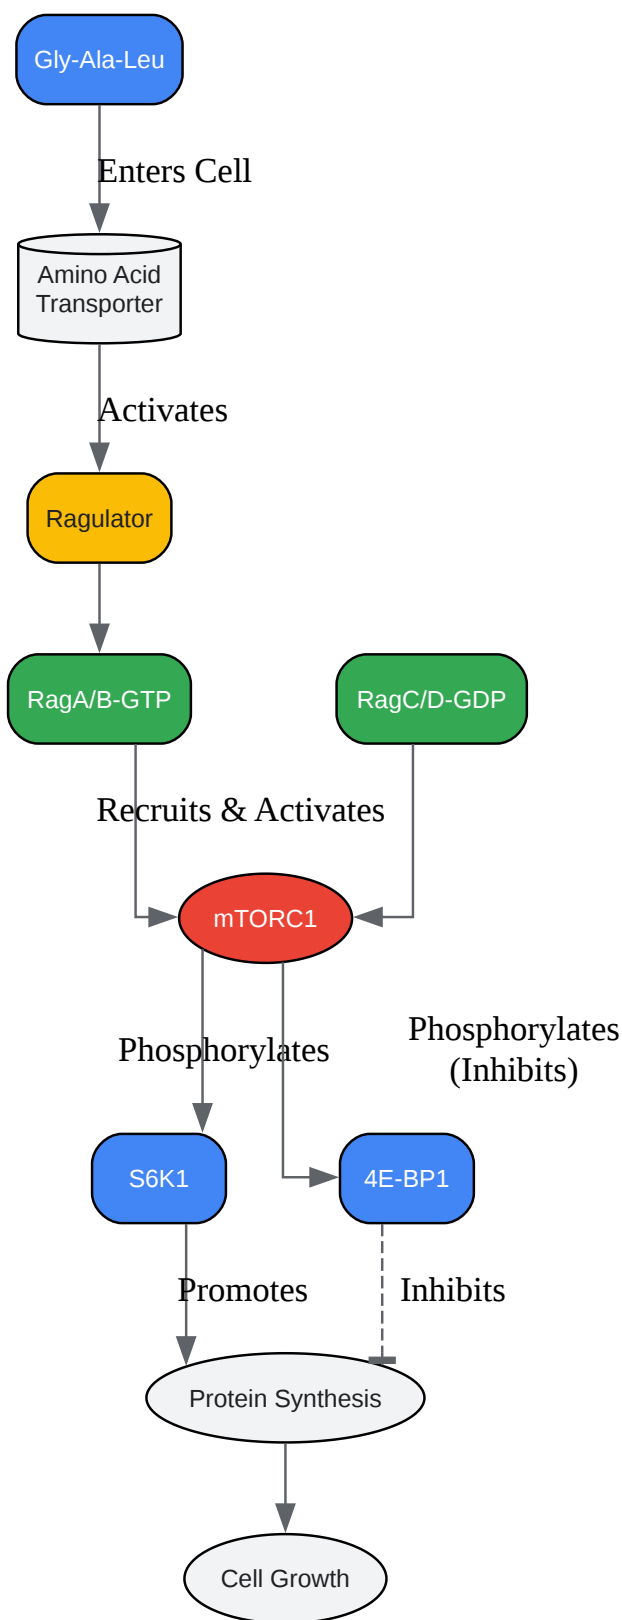 Gly-Ala-Leu
Enters Cell
Amino Acid
Transporter
Activates
Ragulator
RagA/B-GTP
RagC/D-GDP
Recruits & Activates
mTORC1
Phosphorylates
Phosphorylates
(Inhibits)
S6K1
4E-BP1
Promotes
Inhibits
Protein Synthesis
Cell Growth